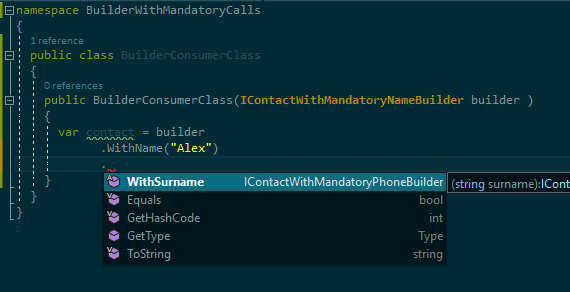 namespace BuilderWithMandatoryCalls
{
1 reference
public class BuilderConsumerClass
{
0 references
public BuilderConsumerClass(IContactWithMandatoryNameBuilder builder )
{
var contact = builder
.WithName("Alex")
.
WithSurname IContactWithMandatoryPhoneBuilder (string surname):ICont
Equals bool
GetHashCode int
GetType Type
ToString string
}
}
}